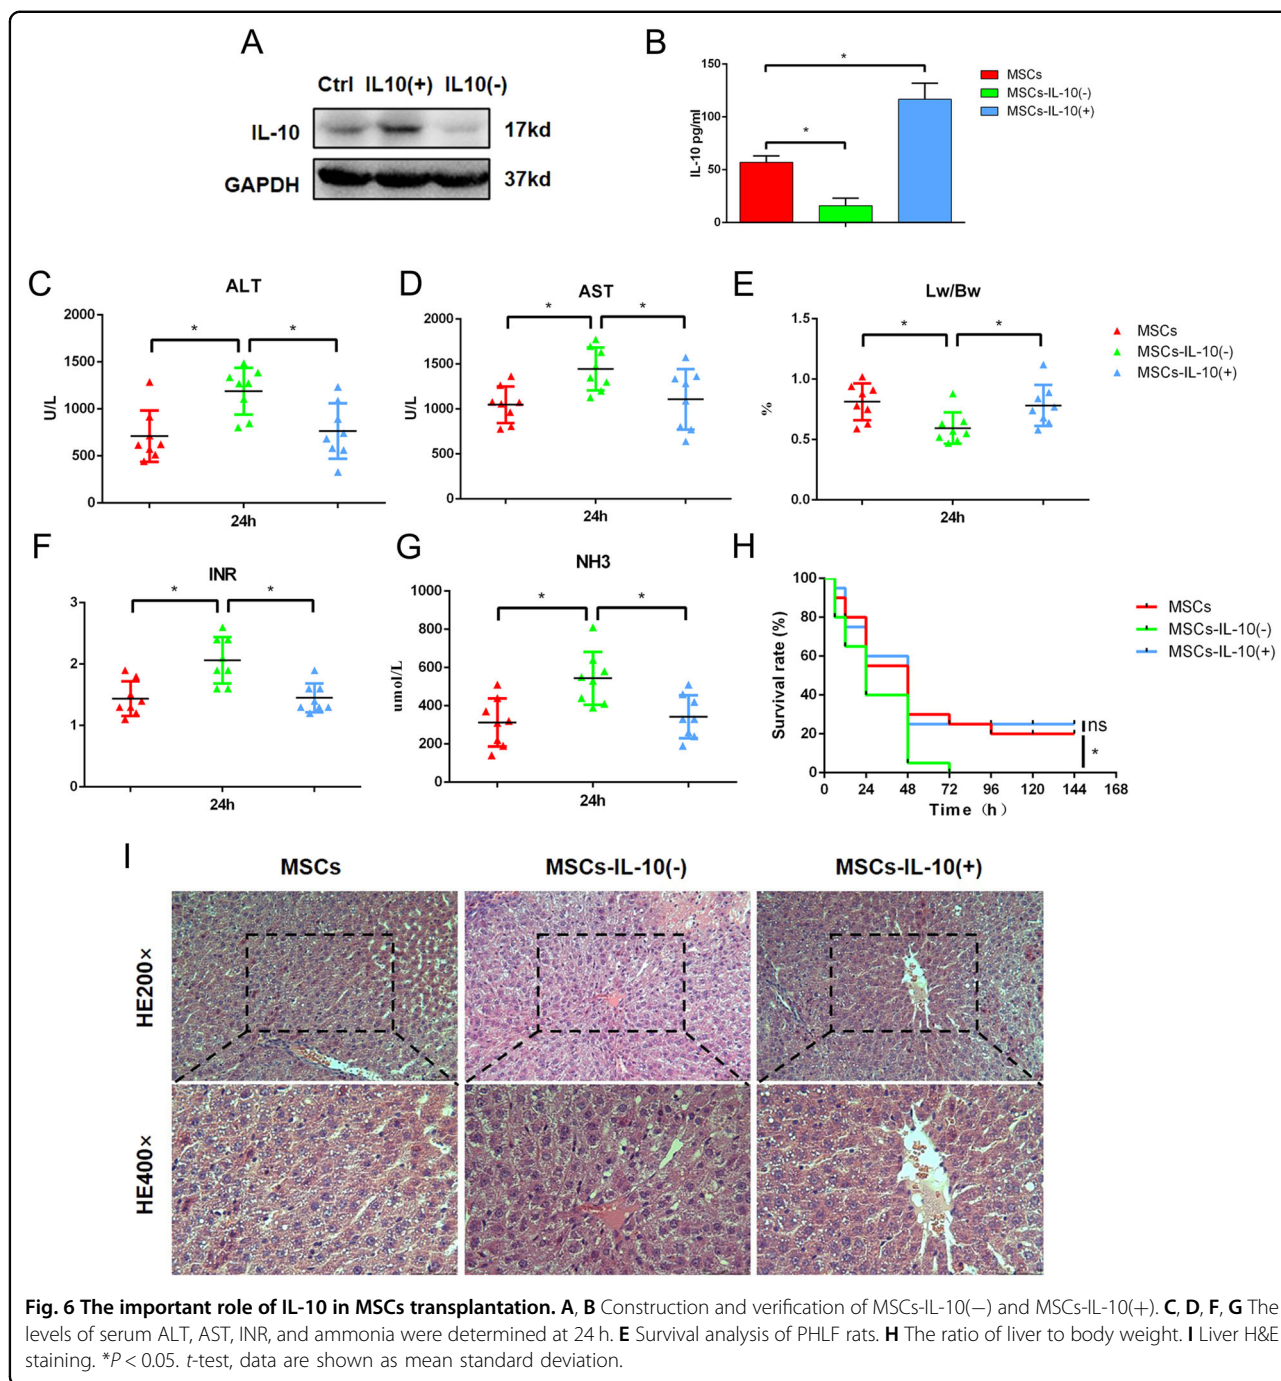 A
Ctrl IL10(+) IL10(-)
IL-10 17kd
GAPDH 37kd
B
150
100
50
0
IL-10 pg/ml
*
*
MSCs
MSCs-IL-10(-)
MSCs-IL-10(+)
C
ALT
2000
1500
1000
500
0
U/L
* *
24h
D
AST
2000
1500
1000
500
0
U/L
* *
24h
E
Lw/Bw
1.5
1.0
0.5
0.0
%
* *
24h
MSCs
MSCs-IL-10(-)
MSCs-IL-10(+)
F
INR
3
2
1
0
* *
24h
G
NH3
1000
800
600
400
200
0
umol/L
* *
24h
H
100
80
60
40
20
0
Survival rate (%)
0 24 48 72 96 120 144 168
Time (h)
ns
*
MSCs
MSCs-IL-10(-)
MSCs-IL-10(+)
I
MSCs MSCs-IL-10(-) MSCs-IL-10(+)
HE200×
HE400×
Fig. 6 The important role of IL-10 in MSCs transplantation. A, B Construction and verification of MSCs-IL-10(−) and MSCs-IL-10(+). C, D, F, G The
levels of serum ALT, AST, INR, and ammonia were determined at 24 h. E Survival analysis of PHLF rats. H The ratio of liver to body weight. I Liver H&E
staining. *P < 0.05. t-test, data are shown as mean standard deviation.